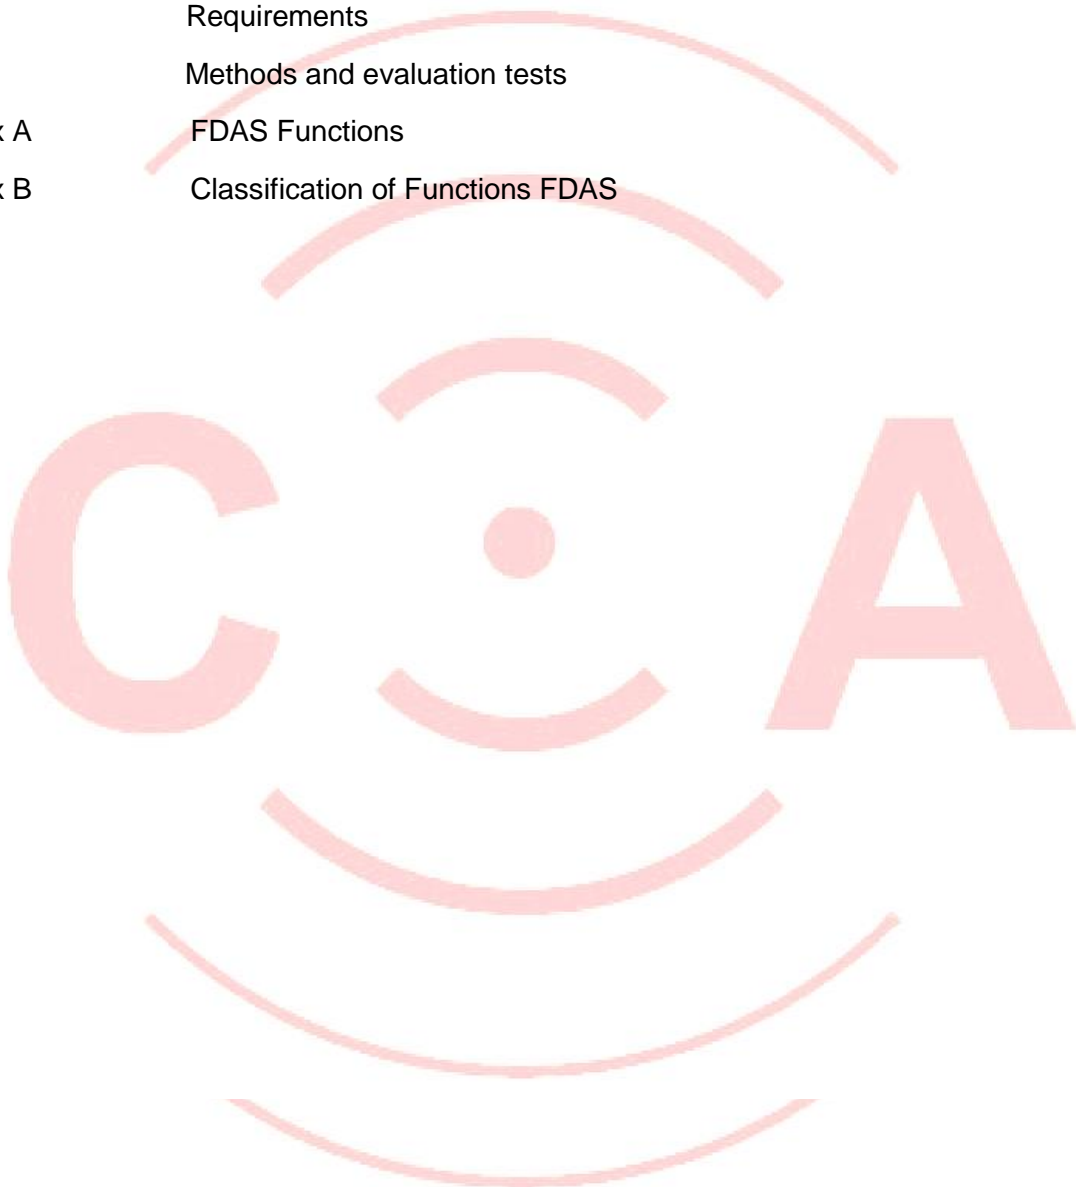 Requirements
Methods and evaluation tests
x A FDAS Functions
x B Classification of Functions FDAS
C A